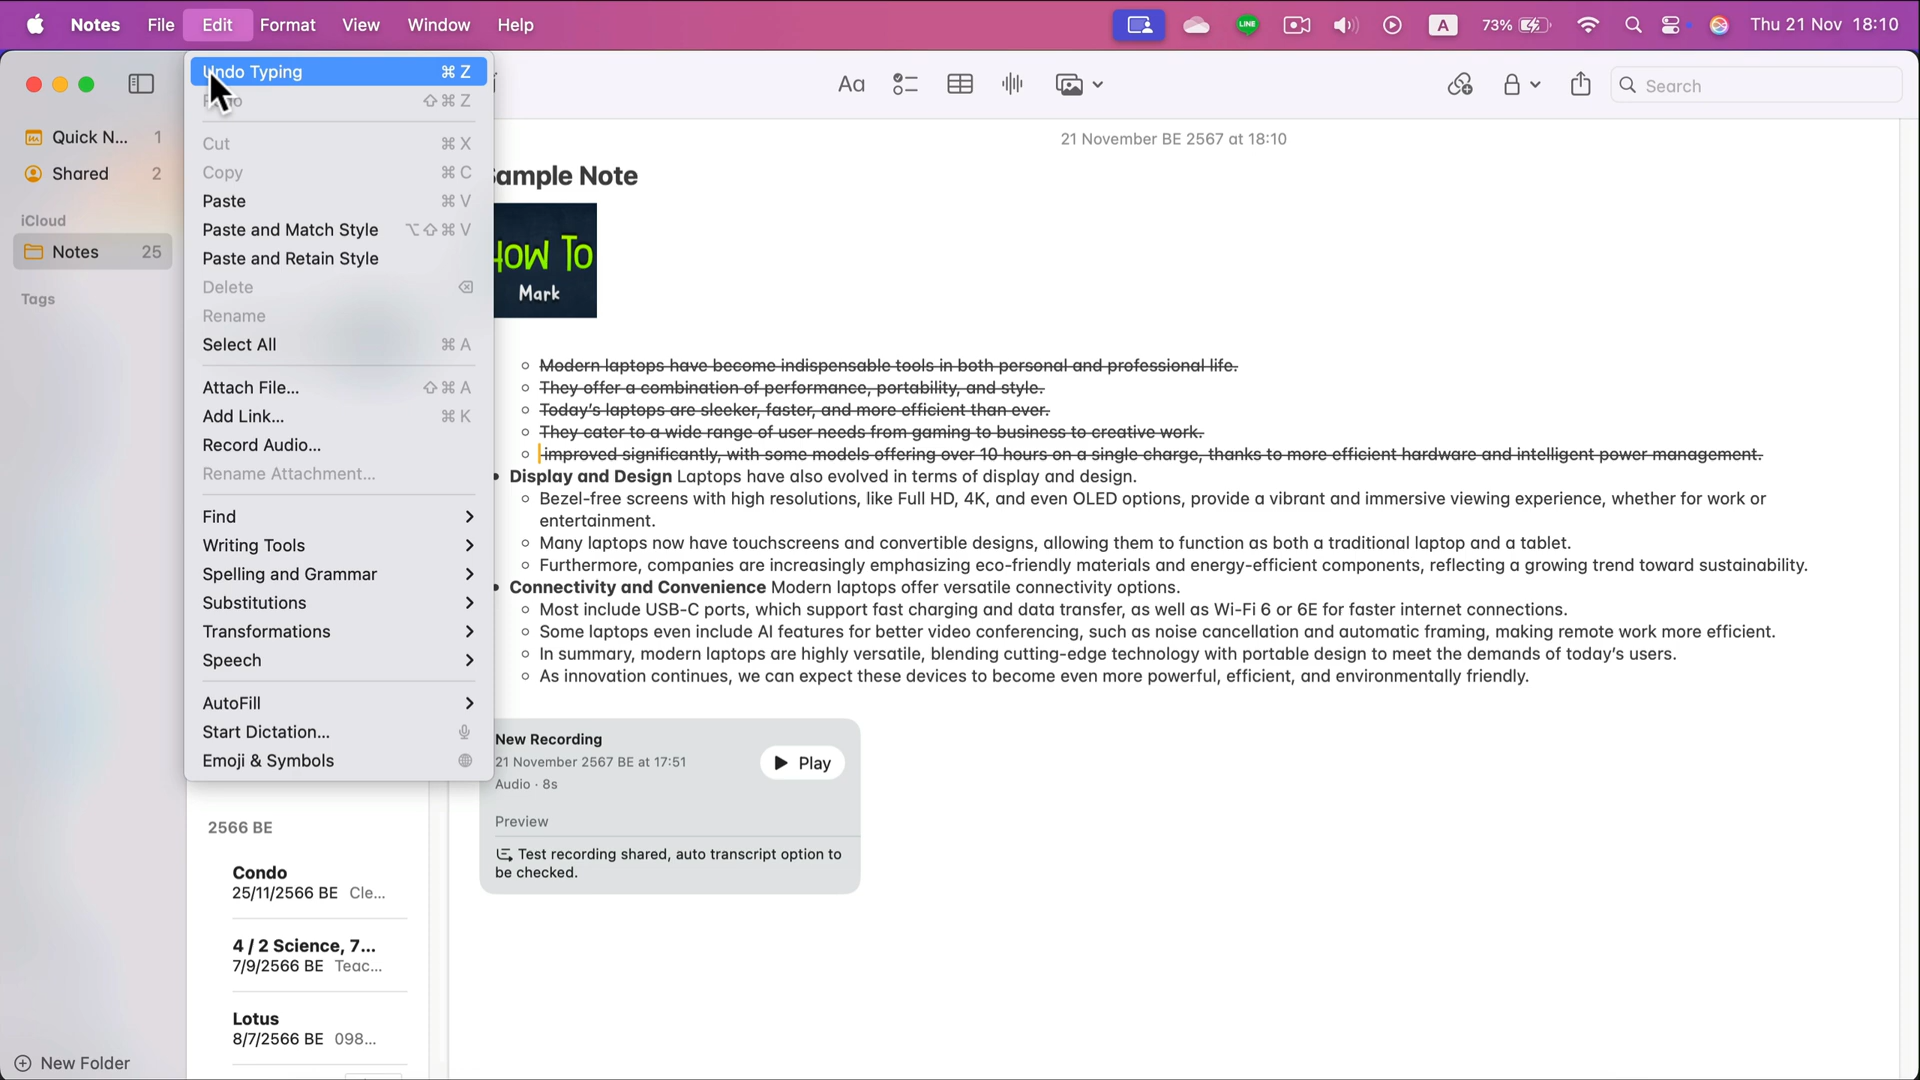 Notes File Edit Format View Window Help
LINE A 73% Thu 21 Nov 18:10
Undo Typing ⌘ Z
⇧ ⌘ Z
Cut ⌘ X
Copy ⌘ C
Paste ⌘ V
Paste and Match Style ⌥ ⇧ ⌘ V
Paste and Retain Style
Delete
Rename
Select All ⌘ A
Attach File... ⇧ ⌘ A
Add Link... ⌘ K
Record Audio...
Rename Attachment...
Find
Writing Tools
Spelling and Grammar
Substitutions
Transformations
Speech
AutoFill
Start Dictation...
Emoji & Symbols
Quick N... 1
Shared 2
iCloud
Notes 25
Tags
New Folder
2566 BE
Condo
25/11/2566 BE Cle...
4 / 2 Science, 7...
7/9/2566 BE Teac...
Lotus
8/7/2566 BE 098...
Aa
Search
21 November BE 2567 at 18:10
Sample Note
HOW TO
Mark
Modern laptops have become indispensable tools in both personal and professional life.
They offer a combination of performance, portability, and style.
Today's laptops are sleeker, faster, and more efficient than ever.
They cater to a wide range of user needs from gaming to business to creative work.
improved significantly, with some models offering over 10 hours on a single charge, thanks to more efficient hardware and intelligent power management.
Display and Design Laptops have also evolved in terms of display and design.
Bezel-free screens with high resolutions, like Full HD, 4K, and even OLED options, provide a vibrant and immersive viewing experience, whether for work or
entertainment.
Many laptops now have touchscreens and convertible designs, allowing them to function as both a traditional laptop and a tablet.
Furthermore, companies are increasingly emphasizing eco-friendly materials and energy-efficient components, reflecting a growing trend toward sustainability.
Connectivity and Convenience Modern laptops offer versatile connectivity options.
Most include USB-C ports, which support fast charging and data transfer, as well as Wi-Fi 6 or 6E for faster internet connections.
Some laptops even include AI features for better video conferencing, such as noise cancellation and automatic framing, making remote work more efficient.
In summary, modern laptops are highly versatile, blending cutting-edge technology with portable design to meet the demands of today's users.
As innovation continues, we can expect these devices to become even more powerful, efficient, and environmentally friendly.
New Recording
21 November 2567 BE at 17:51
Audio · 8s
Play
Preview
Test recording shared, auto transcript option to
be checked.